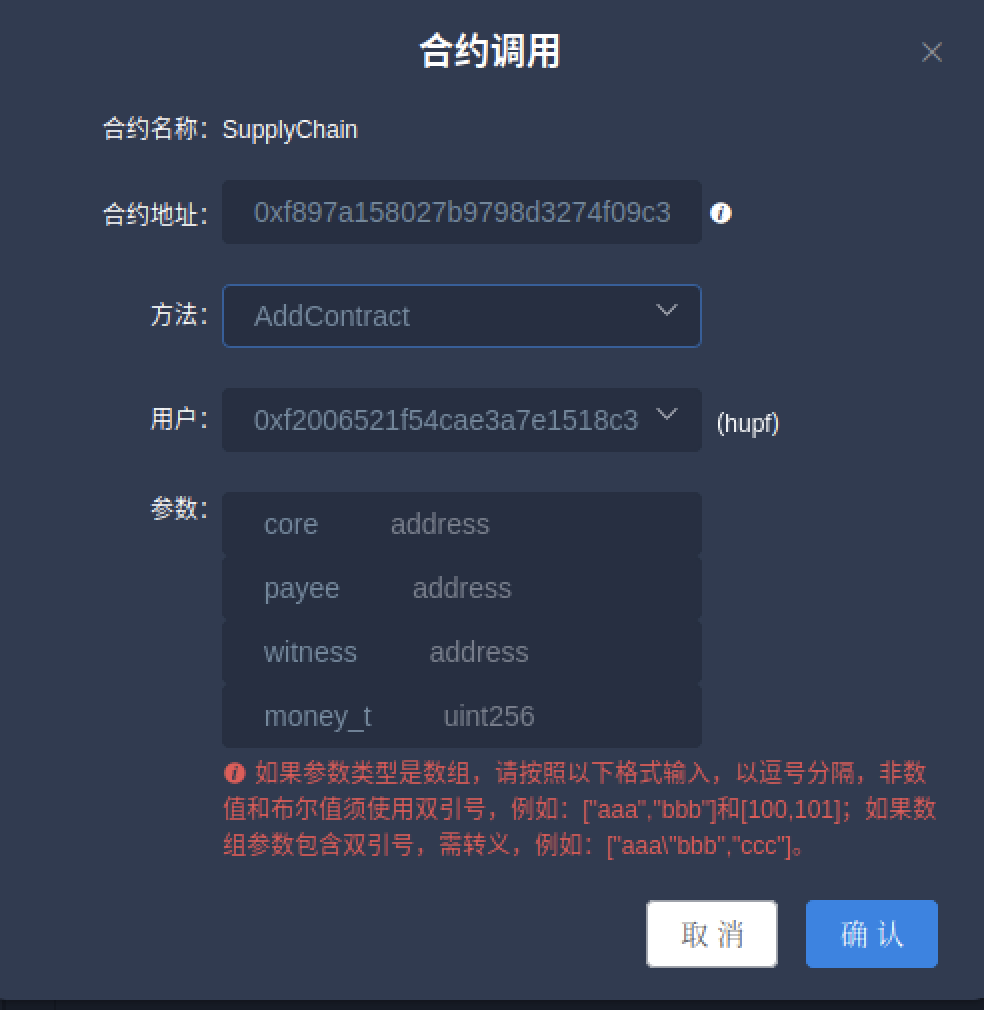 合约调用
合约名称：SupplyChain
合约地址：0xf897a158027b9798d3274f09c3
方法：AddContract
用户：0xf2006521f54cae3a7e1518c3 (hupf)
参数：core address
payee address
witness address
money_t uint256
如果参数类型是数组，请按照以下格式输入，以逗号分隔，非数
值和布尔值须使用双引号，例如：["aaa","bbb"]和[100,101]；如果数
组参数包含双引号，需转义，例如：["aaa\"bbb","ccc"]。
取 消 确 认